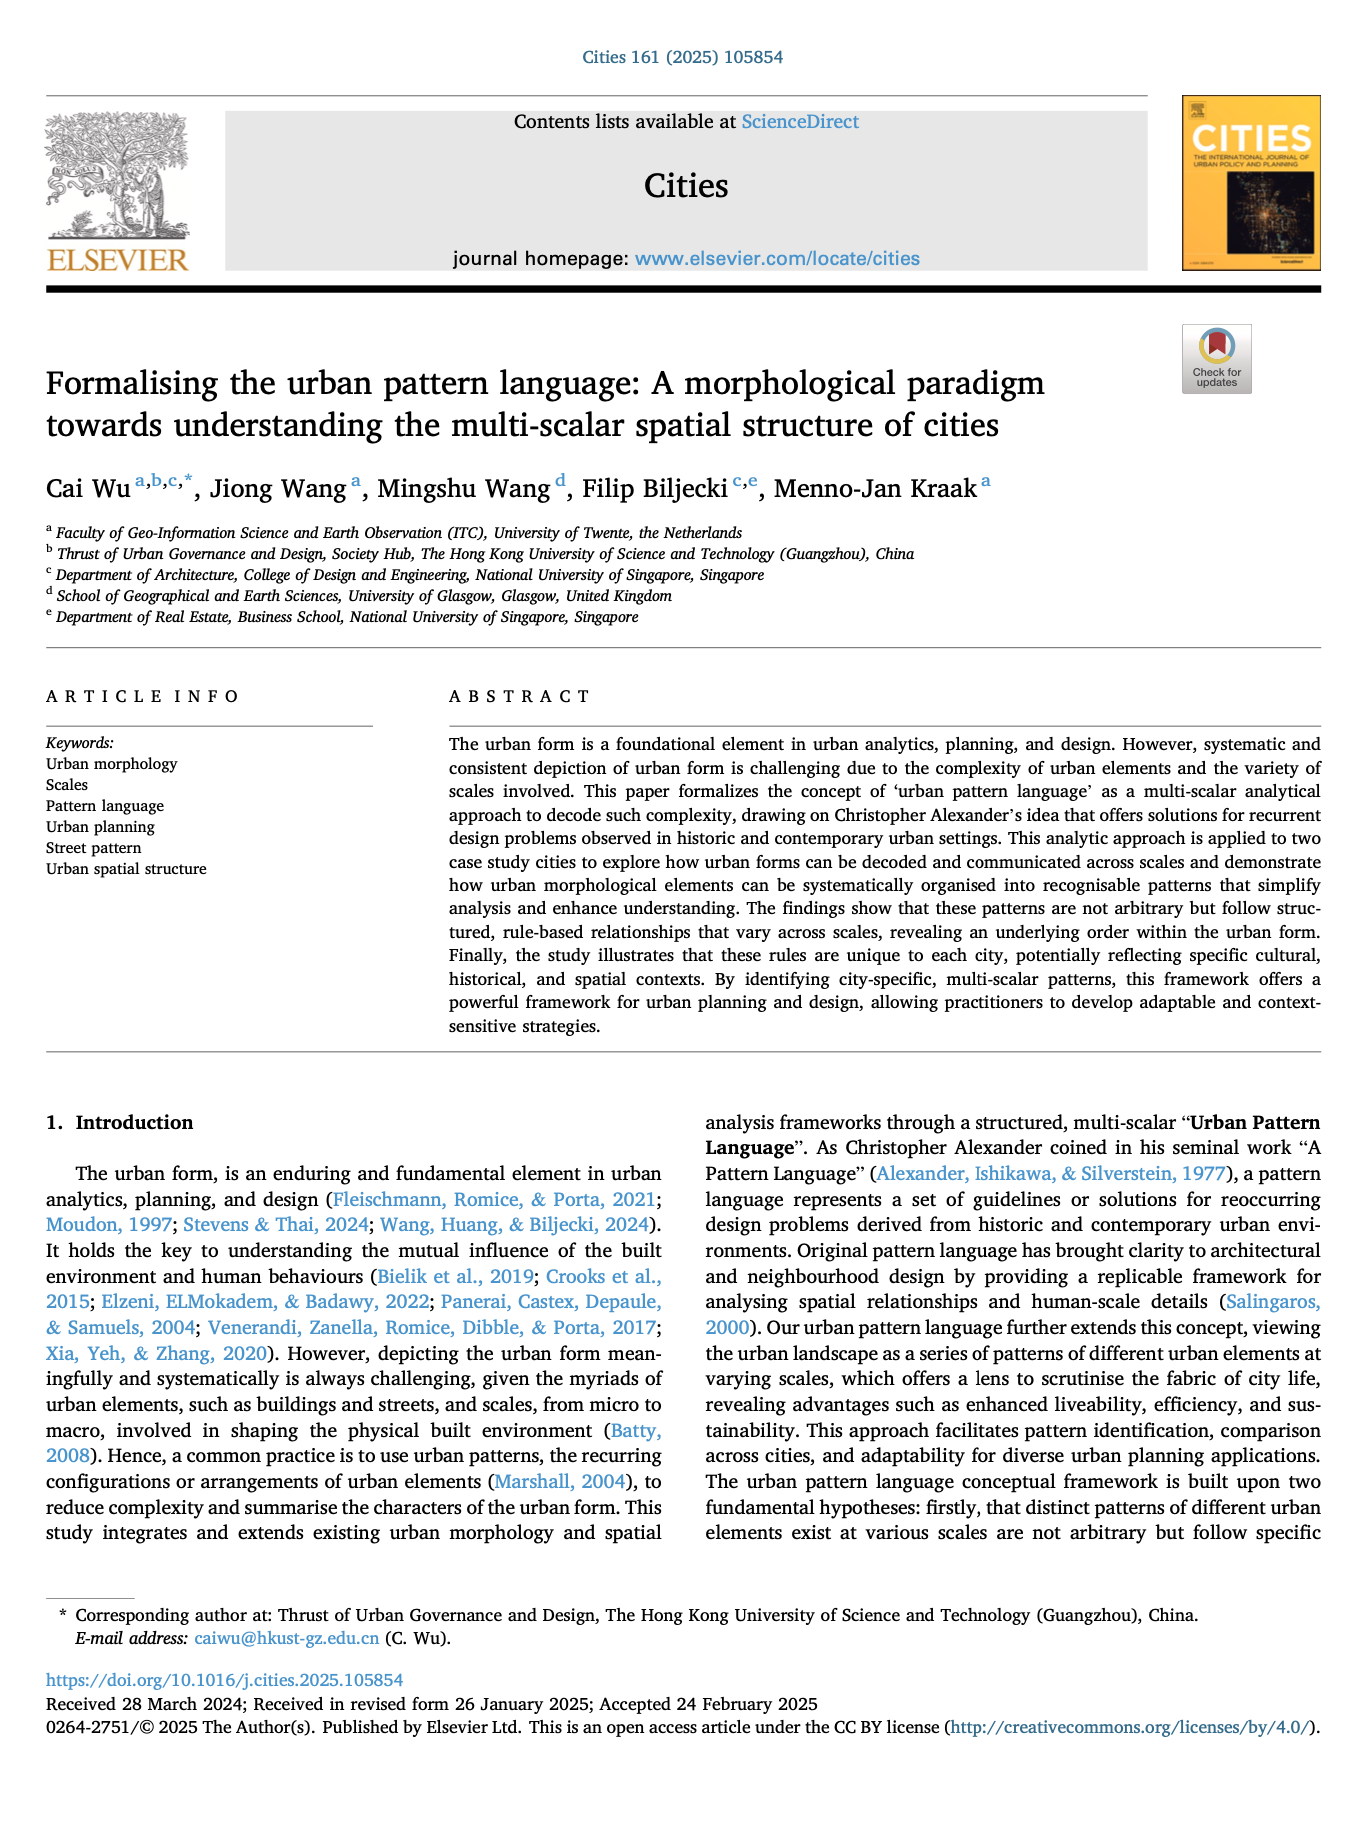 Cities 161 (2025) 105854
ELSEVIER
Contents lists available at ScienceDirect
Cities
journal homepage: www.elsevier.com/locate/cities
CITIES
THE INTERNATIONAL JOURNAL OF
URBAN POLICY AND PLANNING
Check for
updates
Formalising the urban pattern language: A morphological paradigm
towards understanding the multi-scalar spatial structure of cities
Cai Wu a,b,c,*, Jiong Wang a, Mingshu Wang d, Filip Biljecki c,e, Menno-Jan Kraak a
a Faculty of Geo-Information Science and Earth Observation (ITC), University of Twente, the Netherlands
b Thrust of Urban Governance and Design, Society Hub, The Hong Kong University of Science and Technology (Guangzhou), China
c Department of Architecture, College of Design and Engineering, National University of Singapore, Singapore
d School of Geographical and Earth Sciences, University of Glasgow, Glasgow, United Kingdom
e Department of Real Estate, Business School, National University of Singapore, Singapore
ARTICLE INFO
Keywords:
Urban morphology
Scales
Pattern language
Urban planning
Street pattern
Urban spatial structure
ABSTRACT
The urban form is a foundational element in urban analytics, planning, and design. However, systematic and
consistent depiction of urban form is challenging due to the complexity of urban elements and the variety of
scales involved. This paper formalizes the concept of ‘urban pattern language’ as a multi-scalar analytical
approach to decode such complexity, drawing on Christopher Alexander’s idea that offers solutions for recurrent
design problems observed in historic and contemporary urban settings. This analytic approach is applied to two
case study cities to explore how urban forms can be decoded and communicated across scales and demonstrate
how urban morphological elements can be systematically organised into recognisable patterns that simplify
analysis and enhance understanding. The findings show that these patterns are not arbitrary but follow struc-
tured, rule-based relationships that vary across scales, revealing an underlying order within the urban form.
Finally, the study illustrates that these rules are unique to each city, potentially reflecting specific cultural,
historical, and spatial contexts. By identifying city-specific, multi-scalar patterns, this framework offers a
powerful framework for urban planning and design, allowing practitioners to develop adaptable and context-
sensitive strategies.
1. Introduction
The urban form, is an enduring and fundamental element in urban
analytics, planning, and design (Fleischmann, Romice, & Porta, 2021;
Moudon, 1997; Stevens & Thai, 2024; Wang, Huang, & Biljecki, 2024).
It holds the key to understanding the mutual influence of the built
environment and human behaviours (Bielik et al., 2019; Crooks et al.,
2015; Elzeni, ELMokadem, & Badawy, 2022; Panerai, Castex, Depaule,
& Samuels, 2004; Venerandi, Zanella, Romice, Dibble, & Porta, 2017;
Xia, Yeh, & Zhang, 2020). However, depicting the urban form mean-
ingfully and systematically is always challenging, given the myriads of
urban elements, such as buildings and streets, and scales, from micro to
macro, involved in shaping the physical built environment (Batty,
2008). Hence, a common practice is to use urban patterns, the recurring
configurations or arrangements of urban elements (Marshall, 2004), to
reduce complexity and summarise the characters of the urban form. This
study integrates and extends existing urban morphology and spatial
analysis frameworks through a structured, multi-scalar “Urban Pattern
Language”. As Christopher Alexander coined in his seminal work “A
Pattern Language” (Alexander, Ishikawa, & Silverstein, 1977), a pattern
language represents a set of guidelines or solutions for reoccurring
design problems derived from historic and contemporary urban envi-
ronments. Original pattern language has brought clarity to architectural
and neighbourhood design by providing a replicable framework for
analysing spatial relationships and human-scale details (Salingaros,
2000). Our urban pattern language further extends this concept, viewing
the urban landscape as a series of patterns of different urban elements at
varying scales, which offers a lens to scrutinise the fabric of city life,
revealing advantages such as enhanced liveability, efficiency, and sus-
tainability. This approach facilitates pattern identification, comparison
across cities, and adaptability for diverse urban planning applications.
The urban pattern language conceptual framework is built upon two
fundamental hypotheses: firstly, that distinct patterns of different urban
elements exist at various scales are not arbitrary but follow specific
* Corresponding author at: Thrust of Urban Governance and Design, The Hong Kong University of Science and Technology (Guangzhou), China.
E-mail address: caiwu@hkust-gz.edu.cn (C. Wu).
https://doi.org/10.1016/j.cities.2025.105854
Received 28 March 2024; Received in revised form 26 January 2025; Accepted 24 February 2025
0264-2751/© 2025 The Author(s). Published by Elsevier Ltd. This is an open access article under the CC BY license (http://creativecommons.org/licenses/by/4.0/).